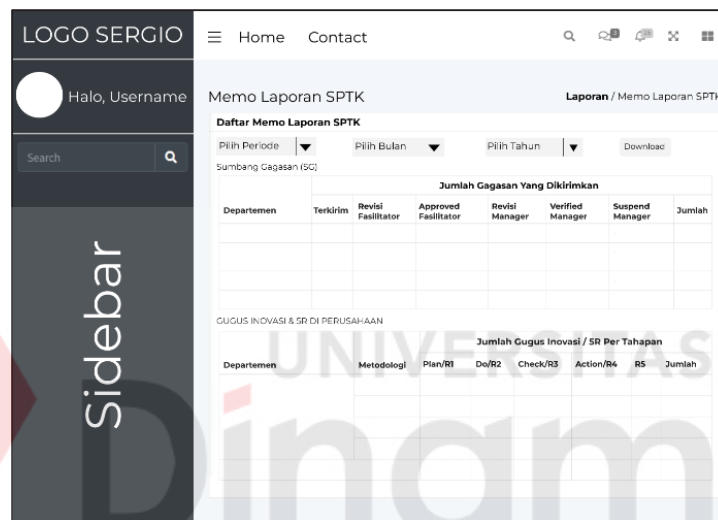 LOGO SERGIO
Home Contact
Halo, Username
Search
Sidebar
Memo Laporan SPTK
Laporan / Memo Laporan SPTK
Daftar Memo Laporan SPTK
Pilih Periode Pilih Bulan Pilih Tahun Download
Sumbang Gagasan (SG)
Jumlah Gagasan Yang Dikirimkan
Departemen Terkirim Revisi Fasilitator Approved Fasilitator Revisi Manager Verified Manager Suspend Manager Jumlah
GUGUS INOVASI & SR DI PERUSAHAAN
Jumlah Gugus Inovasi / SR Per Tahapan
Departemen Metodologi Plan/R1 Do/R2 Check/R3 Action/R4 R5 Jumlah
UNIVERSITAS
Dinam